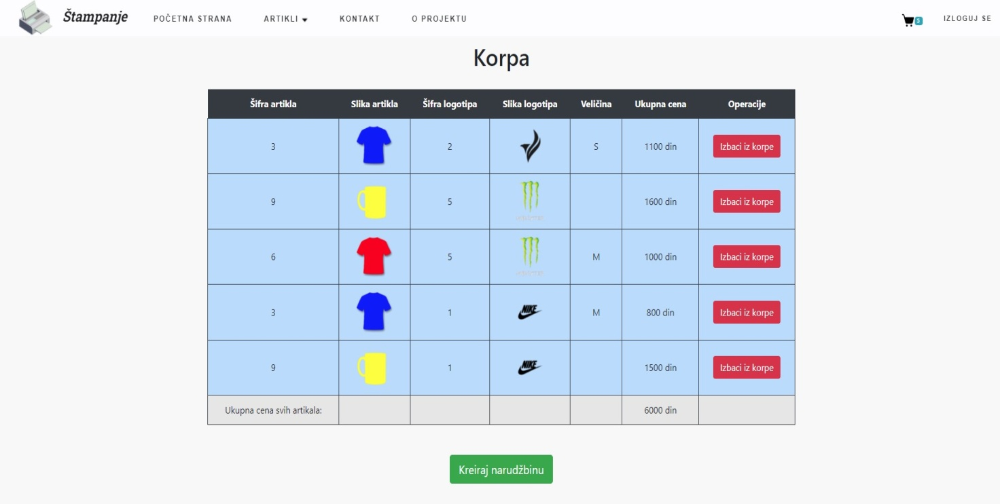 Štampanje POČETNA STRANA ARTIKLI KONTAKT O PROJEKTU 5 IZLOGUJ SE
Korpa
Šifra artikla Slika artikla Šifra logotipa Slika logotipa Veličina Ukupna cena Operacije
3 2 S 1100 din Izbaci iz korpe
9 5 1600 din Izbaci iz korpe
6 5 M 1000 din Izbaci iz korpe
3 1 NIKE M 800 din Izbaci iz korpe
9 1 NIKE 1500 din Izbaci iz korpe
Ukupna cena svih artikala: 6000 din
Kreiraj narudžbinu